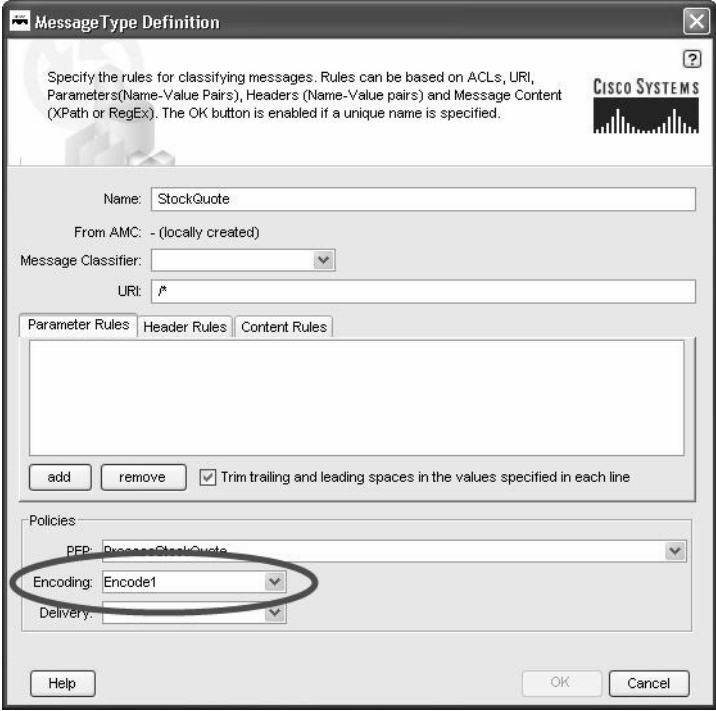 MessageType Definition
?
Specify the rules for classifying messages. Rules can be based on ACLs, URI,
Parameters(Name-Value Pairs), Headers (Name-Value pairs) and Message Content
(XPath or RegEx). The OK button is enabled if a unique name is specified.
CISCO SYSTEMS
Name: StockQuote
From AMC: - (locally created)
Message Classifier:
URI: /*
Parameter Rules Header Rules Content Rules
add remove Trim trailing and leading spaces in the values specified in each line
Policies
PEP: ProcessStockQuote
Encoding: Encode1
Delivery:
Help OK Cancel